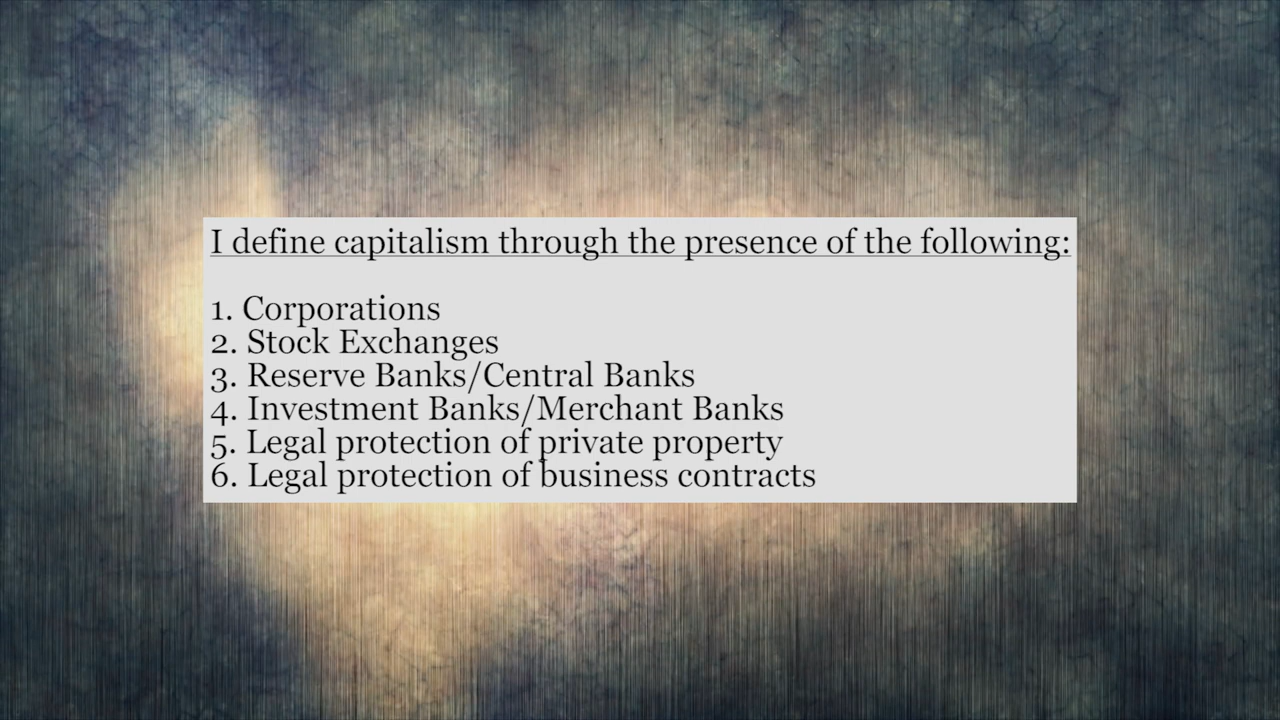 I define capitalism through the presence of the following:
1. Corporations
2. Stock Exchanges
3. Reserve Banks/Central Banks
4. Investment Banks/Merchant Banks
5. Legal protection of private property
6. Legal protection of business contracts